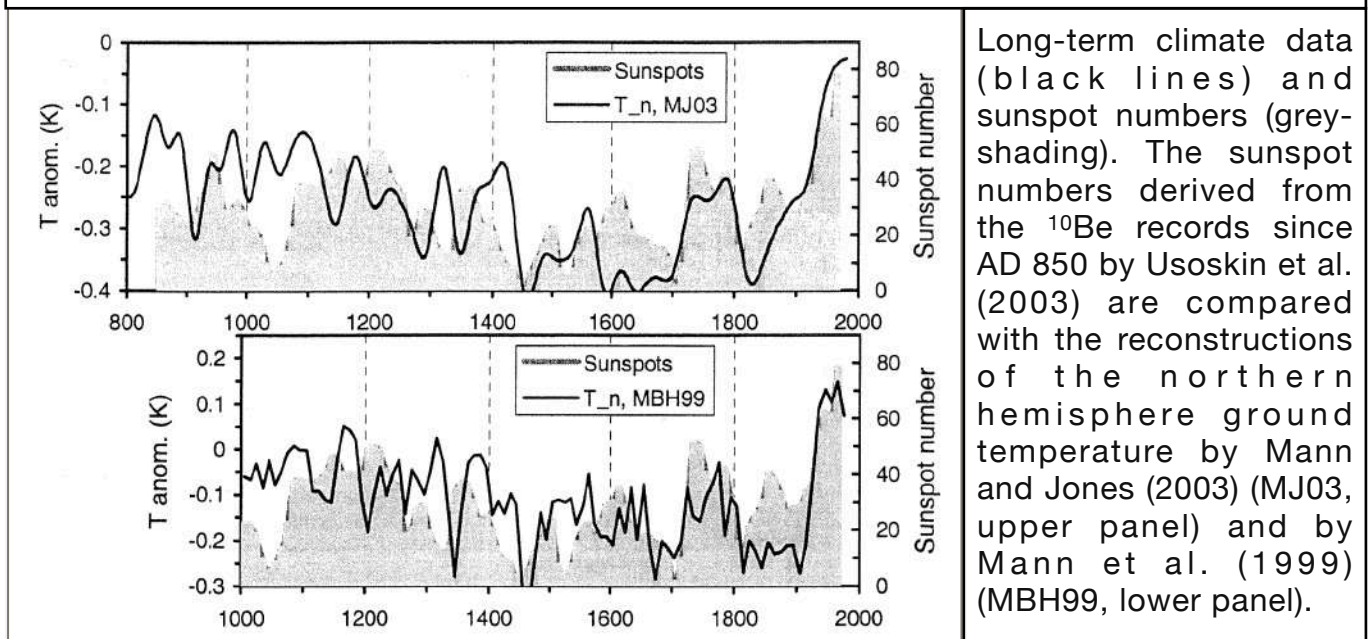 0
-0.1
-0.2
-0.3
-0.4
T anom. (K)
Sunspots
T_n, MJ03
80
60
40
20
0
Sunspot number
800
1000
1200
1400
1600
1800
2000
0.2
0.1
0
-0.1
-0.2
-0.3
T anom. (K)
Sunspots
T_n, MBH99
80
60
40
20
0
Sunspot number
1000
1200
1400
1600
1800
2000
Long-term climate data
(black lines) and
sunspot numbers (grey-
shading). The sunspot
numbers derived from
the ¹⁰Be records since
AD 850 by Usoskin et al.
(2003) are compared
with the reconstructions
of the northern
hemisphere ground
temperature by Mann
and Jones (2003) (MJ03,
upper panel) and by
Mann et al. (1999)
(MBH99, lower panel).